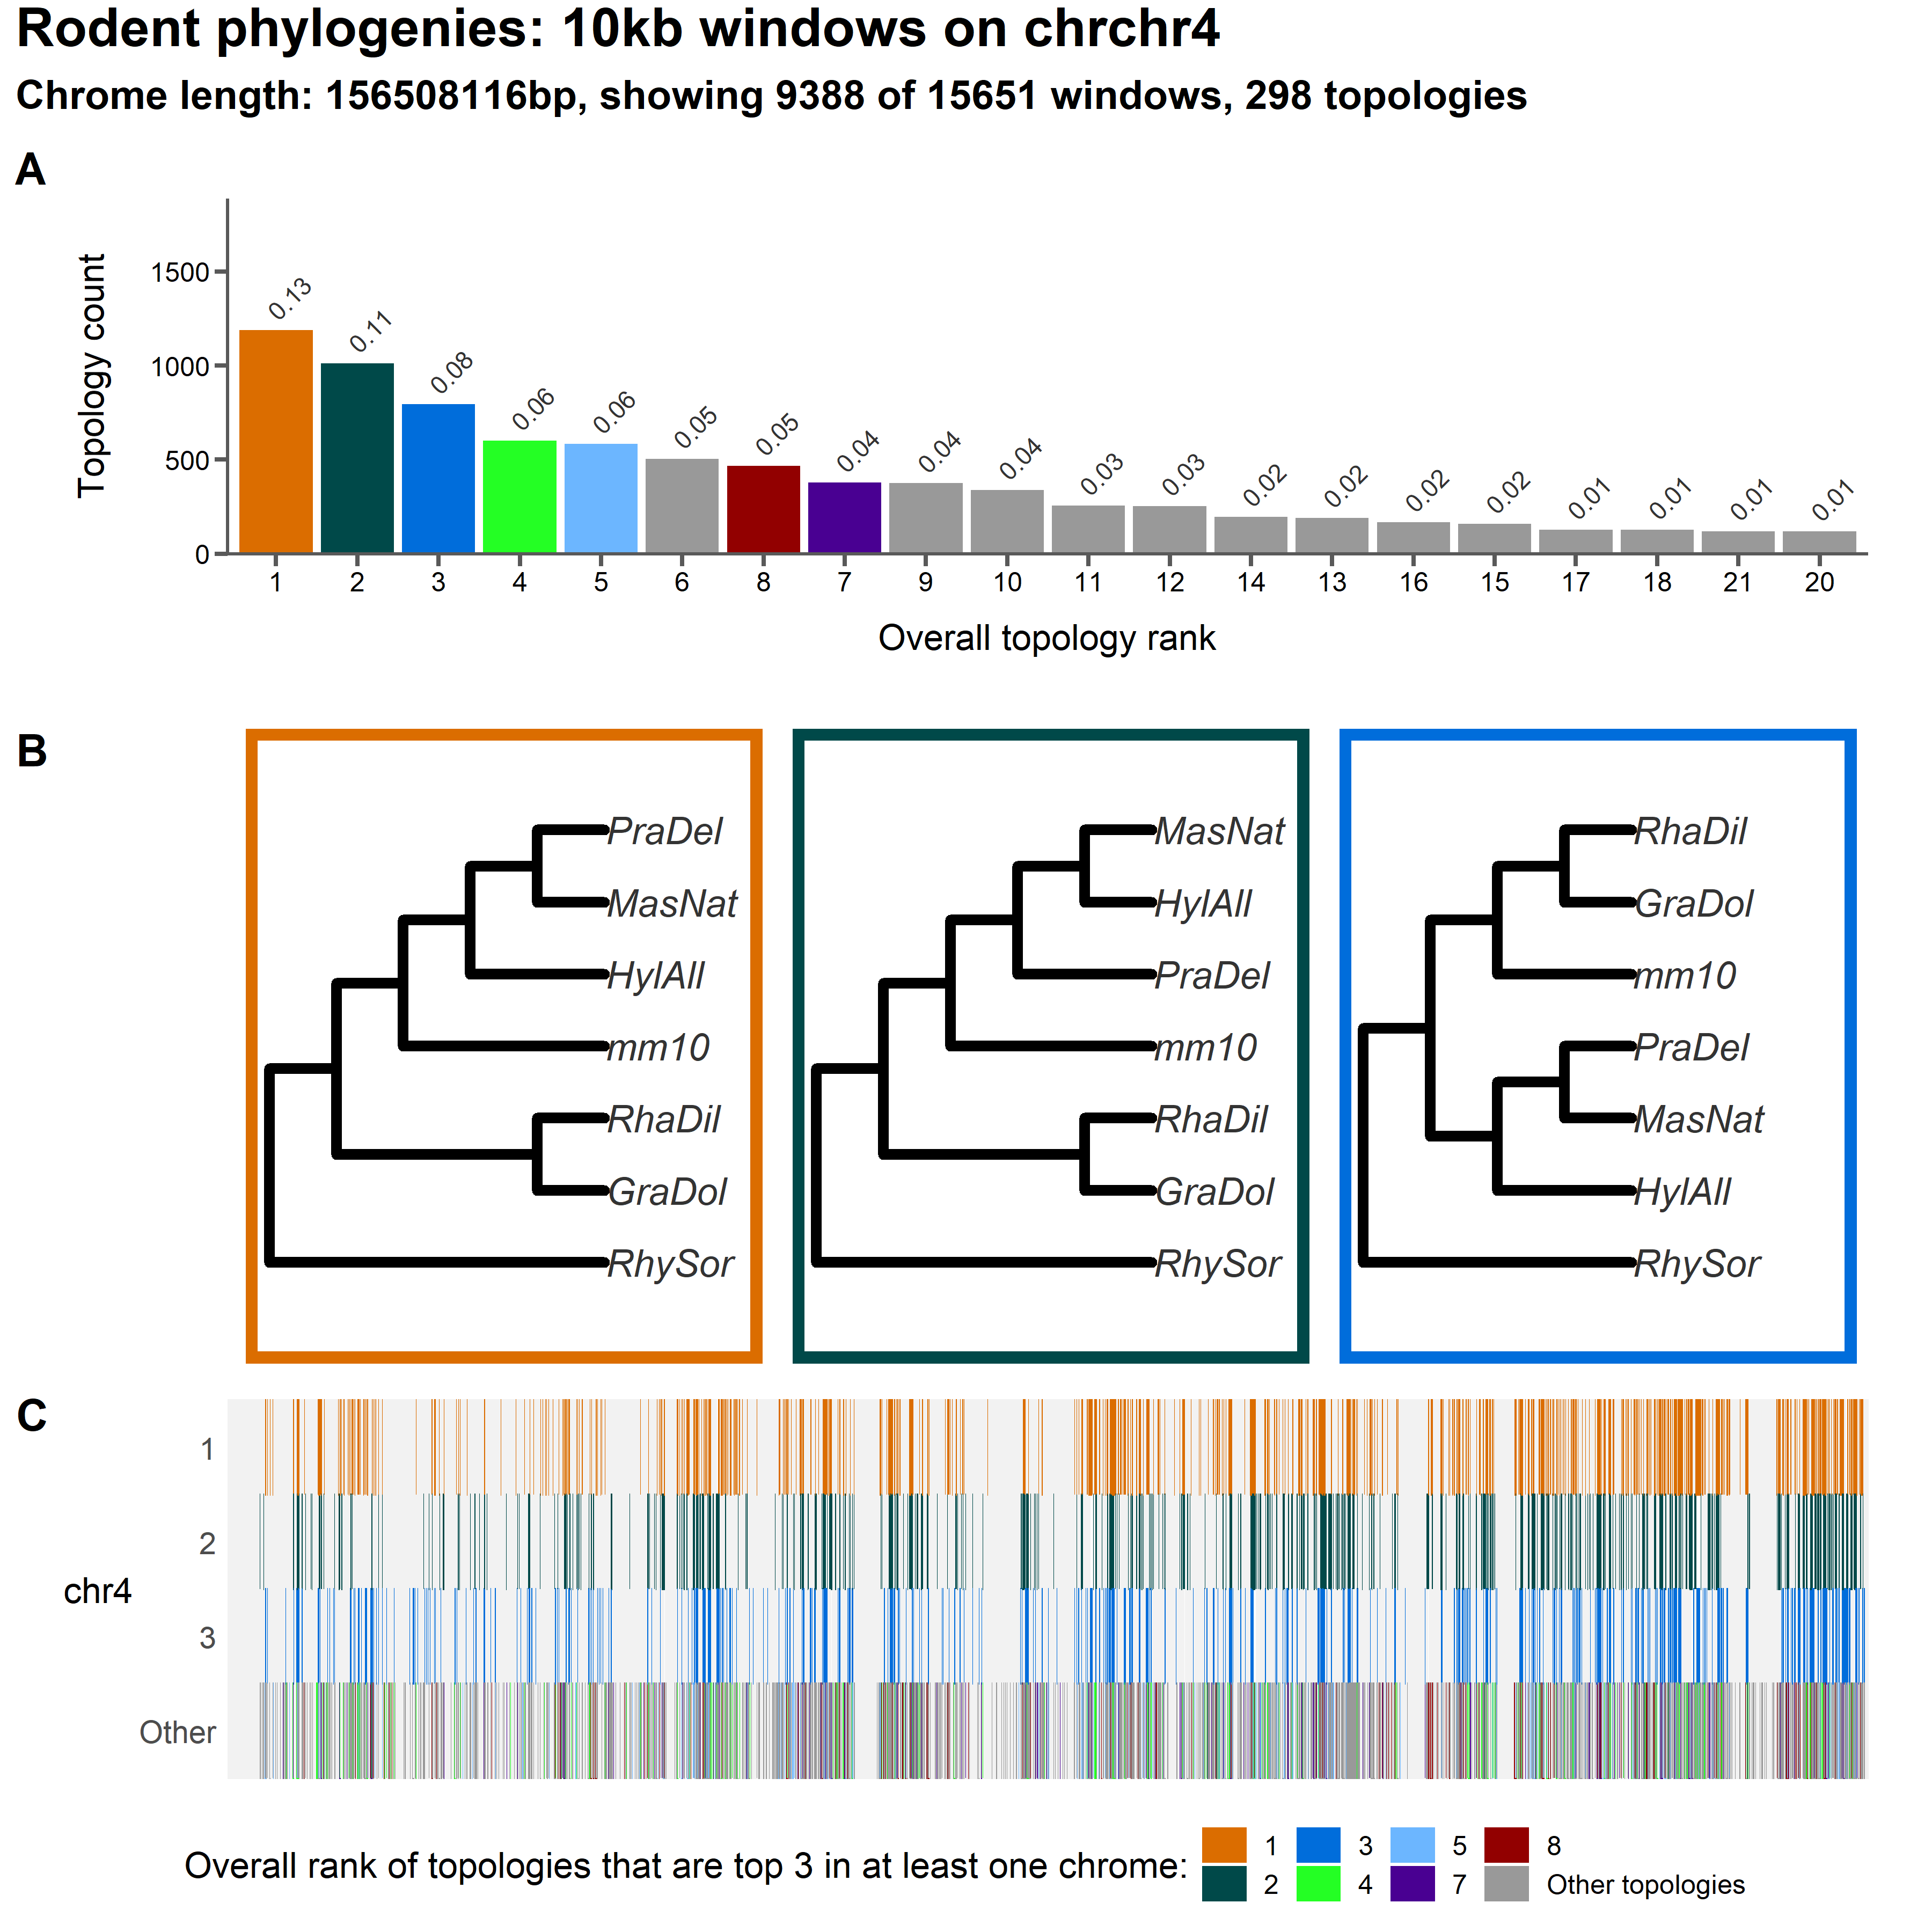 Rodent phylogenies: 10kb windows on chrchr4
Chrome length: 156508116bp, showing 9388 of 15651 windows, 298 topologies
A
Topology count
1500
1000
500
0
0.13
0.11
0.08
0.06
0.06
0.05
0.05
0.04
0.04
0.04
0.03
0.03
0.02
0.02
0.02
0.02
0.01
0.01
0.01
0.01
1 2 3 4 5 6 8 7 9 10 11 12 14 13 16 15 17 18 21 20
Overall topology rank
B
PraDel
MasNat
HylAll
mm10
RhaDil
GraDol
RhySor
MasNat
HylAll
PraDel
mm10
RhaDil
GraDol
RhySor
RhaDil
GraDol
mm10
PraDel
MasNat
HylAll
RhySor
C
chr4
1
2
3
Other
Overall rank of topologies that are top 3 in at least one chrome:
1 3 5 8
2 4 7 Other topologies